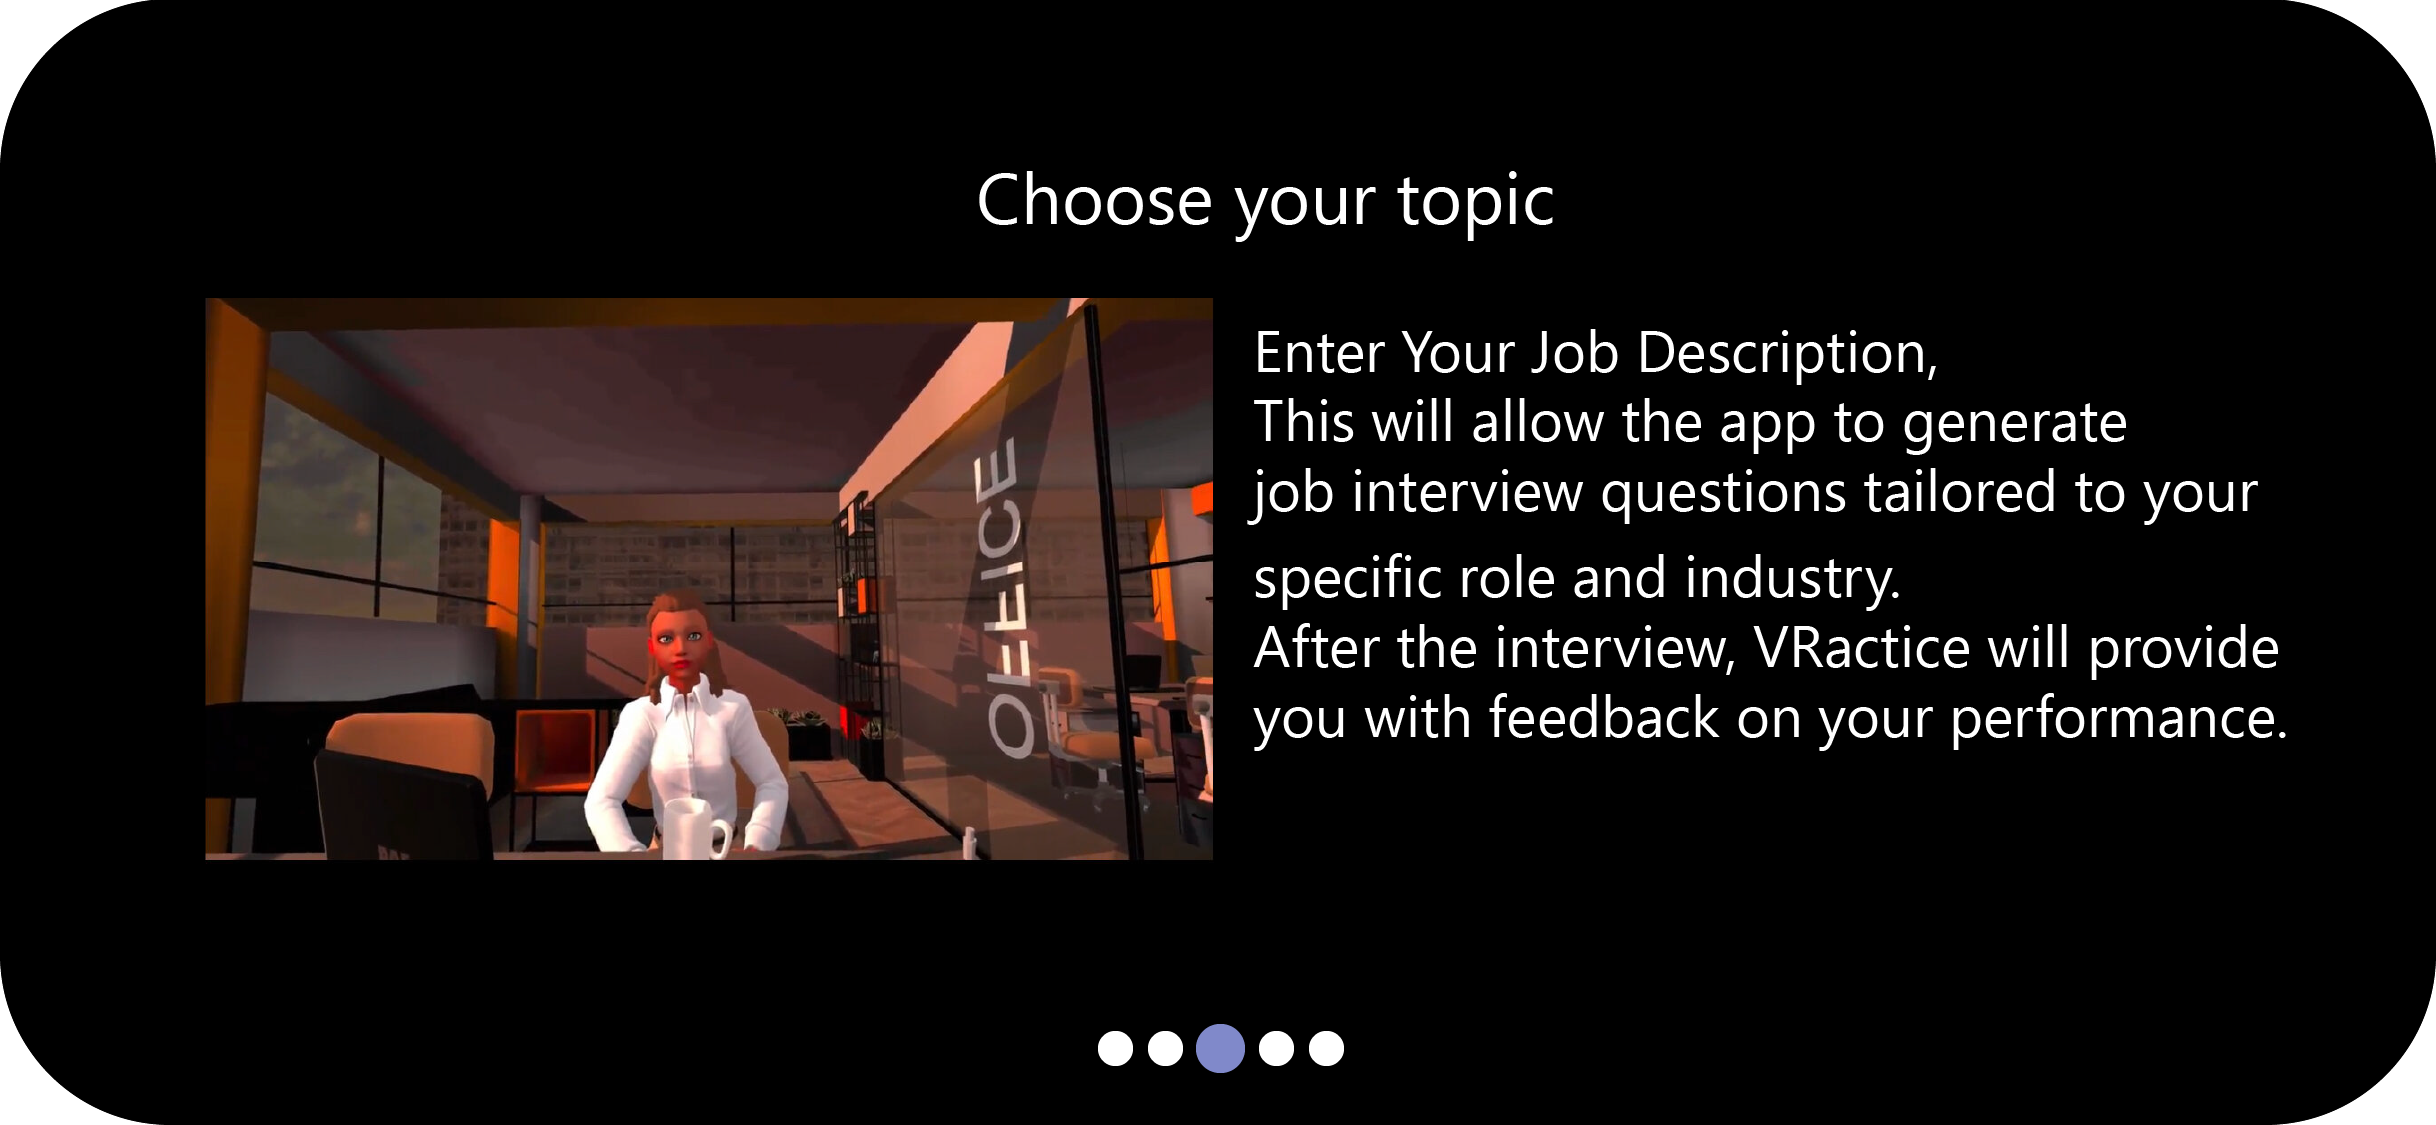 Choose your topic
Enter Your Job Description,
This will allow the app to generate
job interview questions tailored to your
specific role and industry.
After the interview, VRactice will provide
you with feedback on your performance.
OFFICE